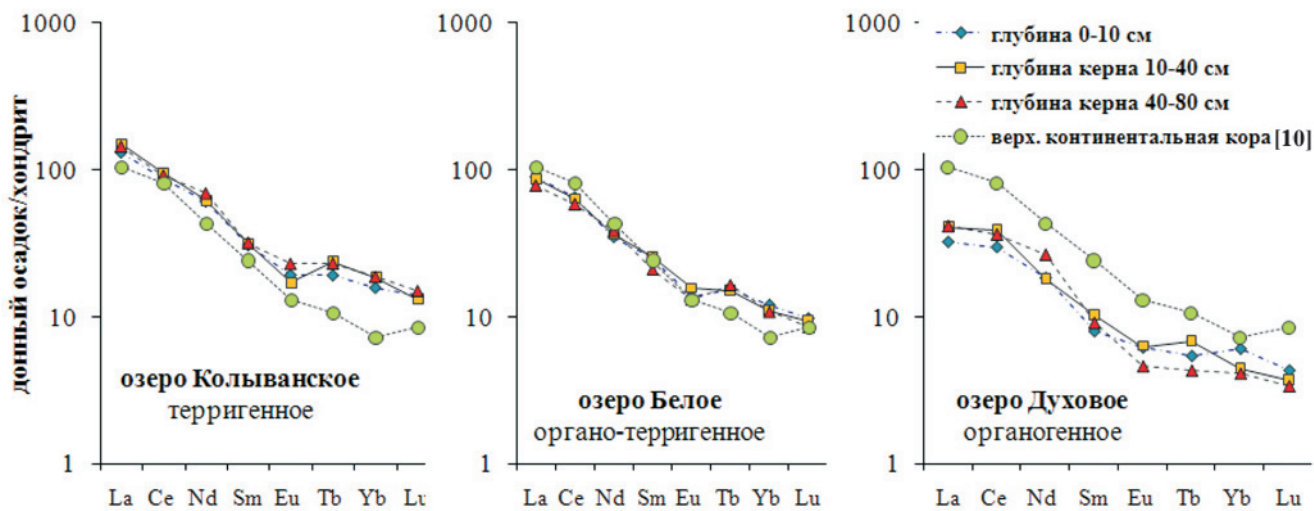 донный осадок/хондрит
1000
100
10
1
озеро Колыванское
терригенное
La Ce Nd Sm Eu Tb Yb Lu
1000
100
10
1
озеро Белое
органо-терригенное
La Ce Nd Sm Eu Tb Yb Lu
1000
100
10
1
глубина 0-10 см
глубина керна 10-40 см
глубина керна 40-80 см
верх. континентальная кора [10]
озеро Духовое
органогенное
La Ce Nd Sm Eu Tb Yb Lu